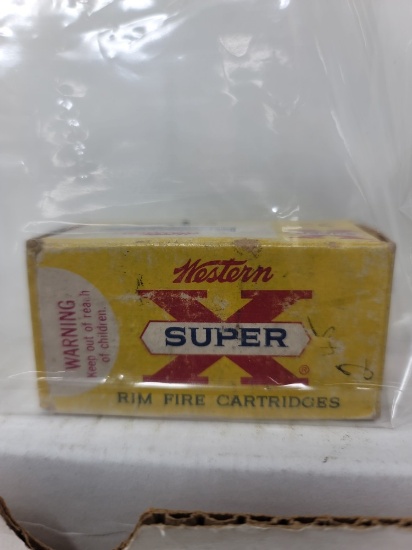 Western
X
SUPER
®
RIM FIRE CARTRIDGES
WARNING
Keep out of reach
of children.